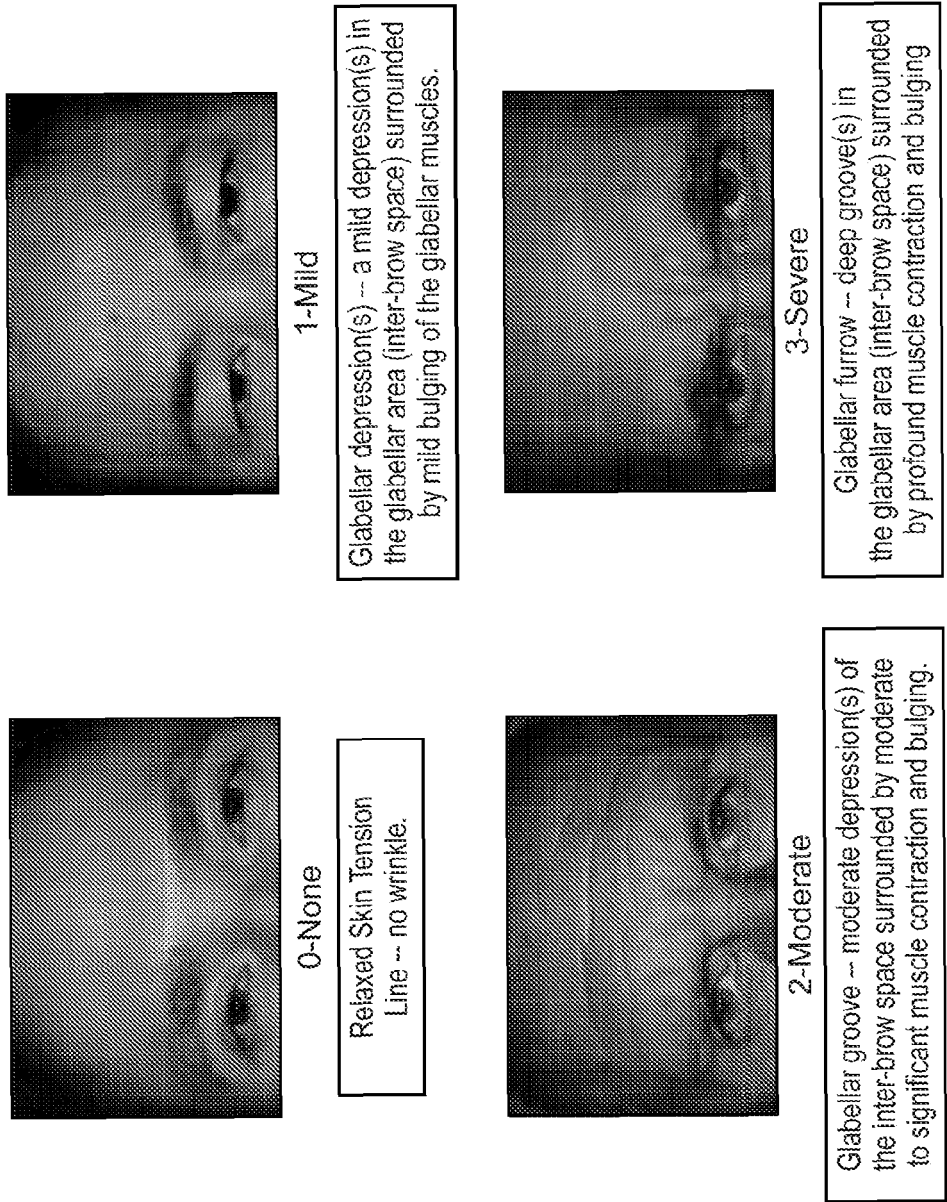 0-None
Relaxed Skin Tension
Line -- no wrinkle.
1-Mild
Glabellar depression(s) -- a mild depression(s) in
the glabellar area (inter-brow space) surrounded
by mild bulging of the glabellar muscles.
2-Moderate
Glabellar groove -- moderate depression(s) of
the inter-brow space surrounded by moderate
to significant muscle contraction and bulging.
3-Severe
Glabellar furrow -- deep groove(s) in
the glabellar area (inter-brow space) surrounded
by profound muscle contraction and bulging